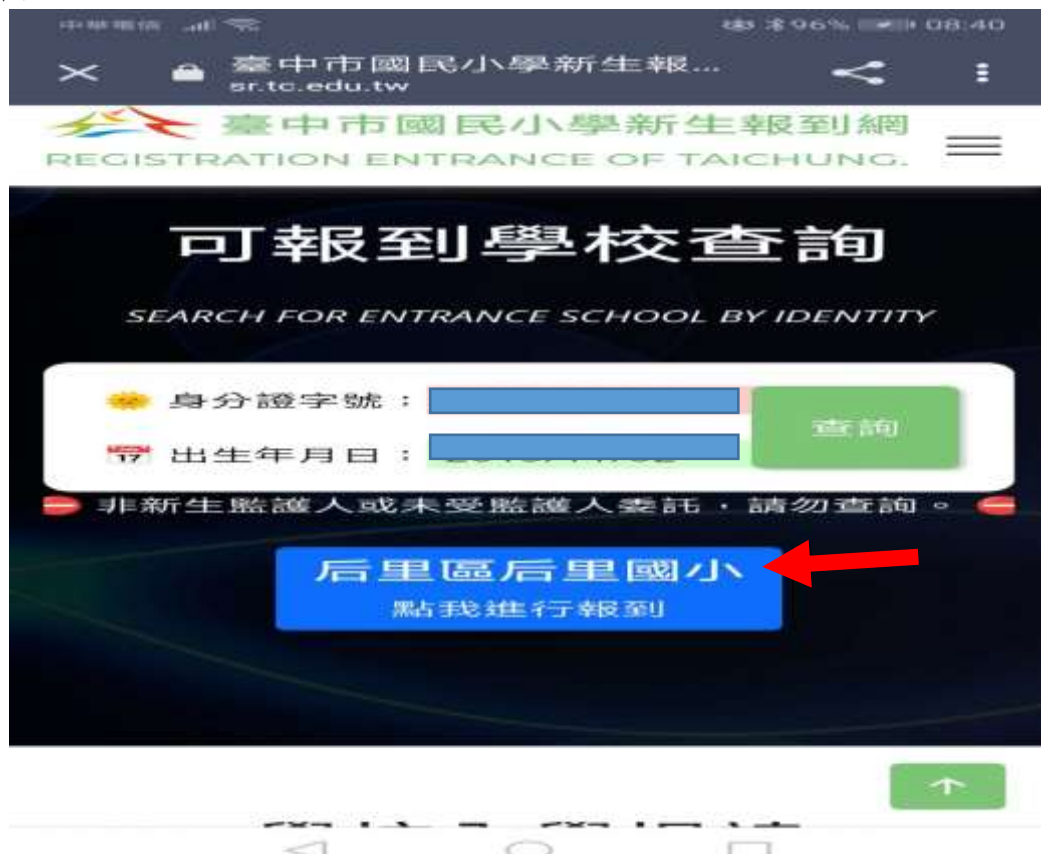 中華電信 96% 08:40
臺中市國民小學新生報...
sr.tc.edu.tw
臺中市國民小學新生報到網
REGISTRATION ENTRANCE OF TAICHUNG.
可報到學校查詢
SEARCH FOR ENTRANCE SCHOOL BY IDENTITY
身分證字號：
查詢
17 出生年月日：
非新生監護人或未受監護人委託，請勿查詢。
后里區后里國小
點我進行報到